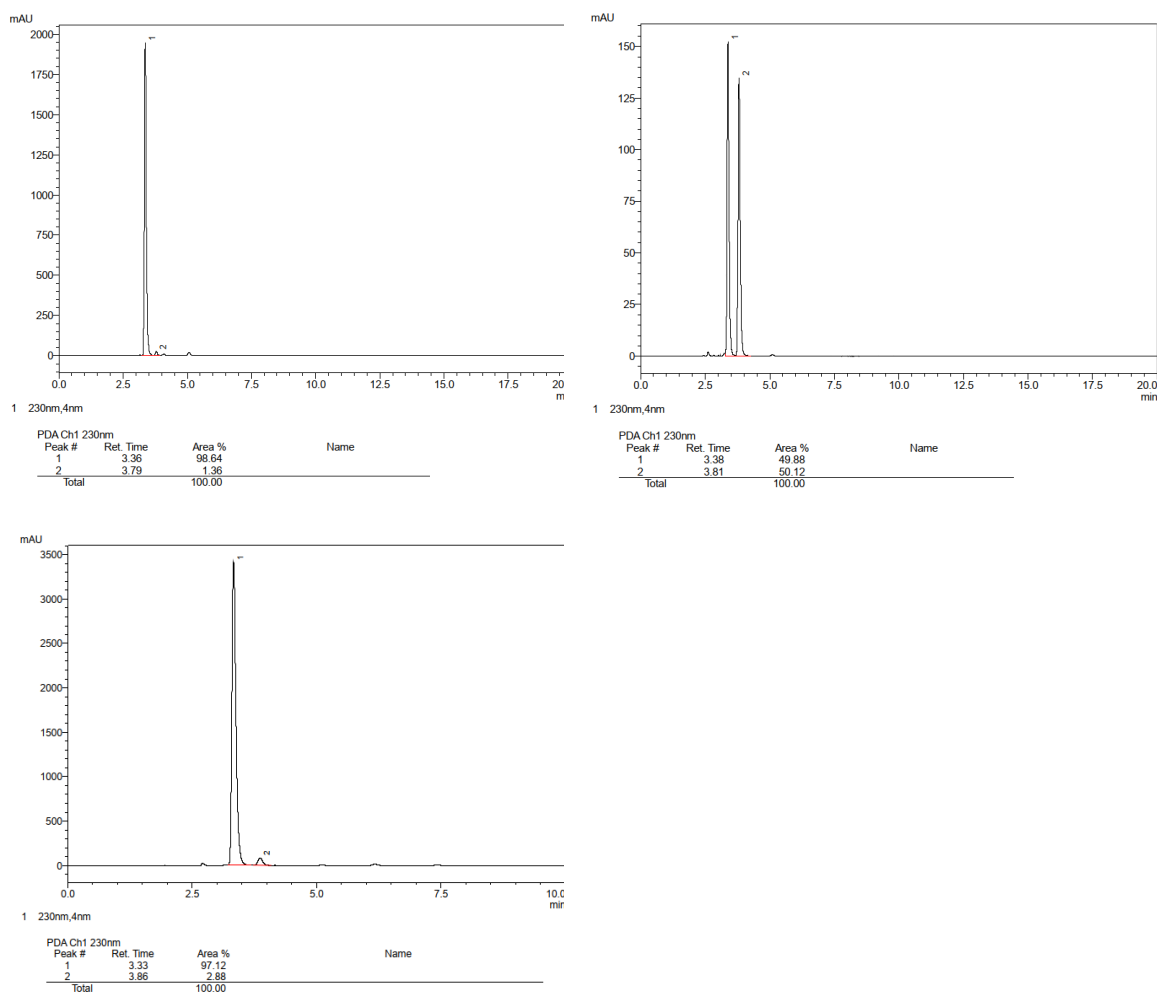 mAU
2000
1
1750
1500
1250
1000
750
500
250
2
0
0.0 2.5 5.0 7.5 10.0 12.5 15.0 17.5 20
m
1 230nm,4nm
PDA Ch1 230nm
Peak # Ret. Time Area % Name
1 3.36 98.64
2 3.79 1.36
Total 100.00
mAU
1
150
2
125
100
75
50
25
0
0.0 2.5 5.0 7.5 10.0 12.5 15.0 17.5 20.0
min
1 230nm,4nm
PDA Ch1 230nm
Peak # Ret. Time Area % Name
1 3.38 49.88
2 3.81 50.12
Total 100.00
mAU
3500
1
3000
2500
2000
1500
1000
500
2
0
0.0 2.5 5.0 7.5 10.0
min
1 230nm,4nm
PDA Ch1 230nm
Peak # Ret. Time Area % Name
1 3.33 97.12
2 3.86 2.88
Total 100.00